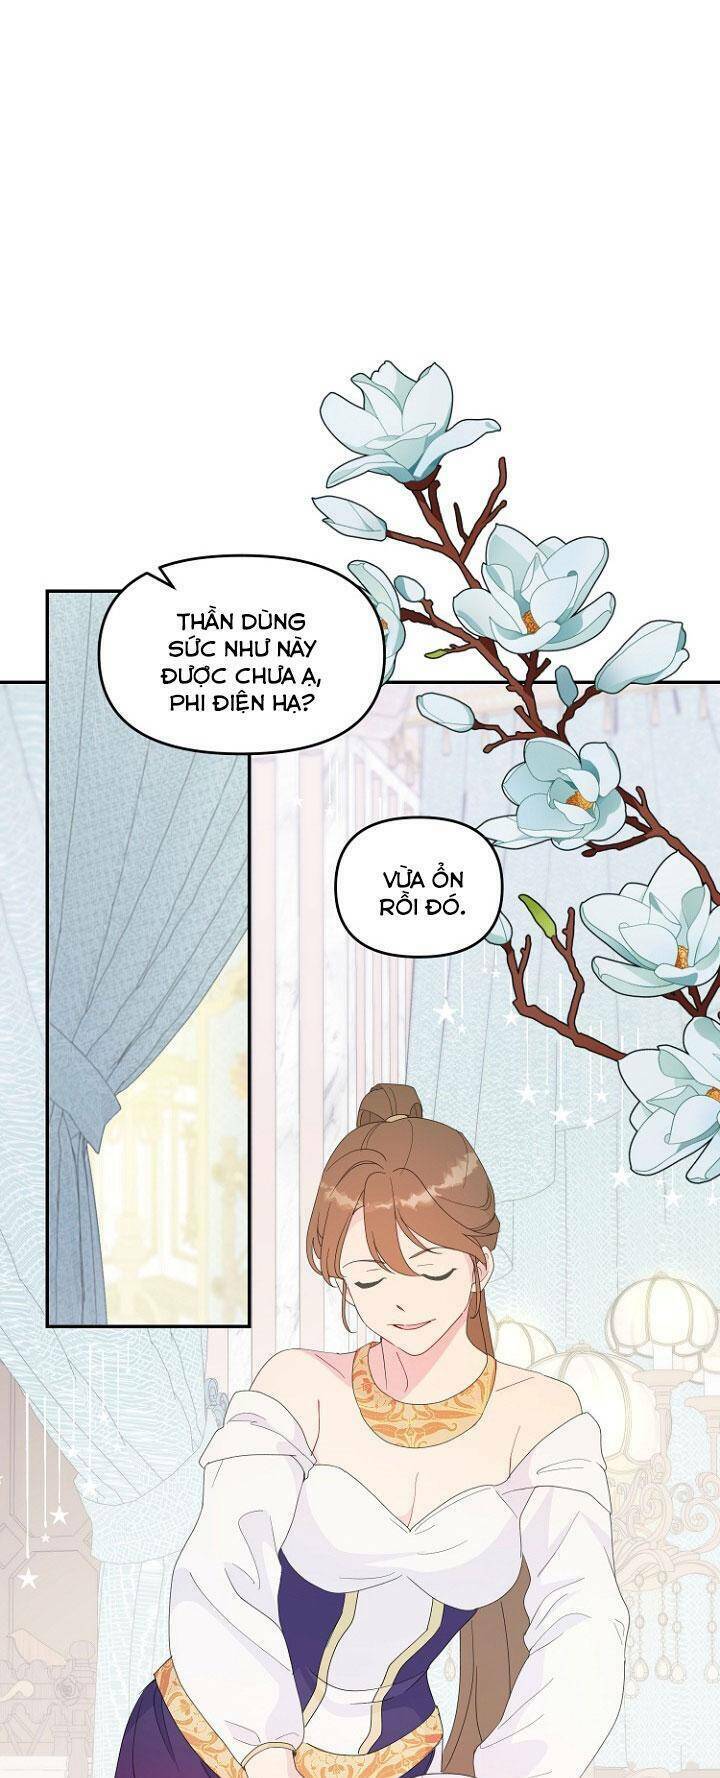 THẦN DÙNG
SỨC NHƯ NÀY
ĐƯỢC CHƯA Ạ,
PHI ĐIỆN HẠ?
VỪA ỔN
RỒI ĐÓ.